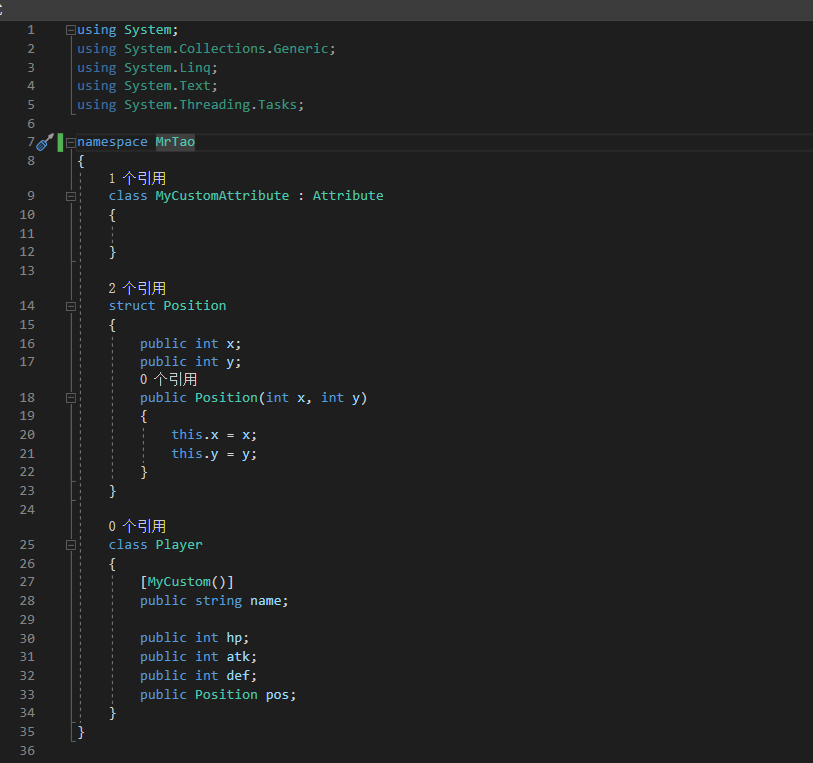 1 using System;
2 using System.Collections.Generic;
3 using System.Linq;
4 using System.Text;
5 using System.Threading.Tasks;
6
7 namespace MrTao
8 {
1 个引用
9 class MyCustomAttribute : Attribute
10 {
11
12 }
13
2 个引用
14 struct Position
15 {
16 public int x;
17 public int y;
0 个引用
18 public Position(int x, int y)
19 {
20 this.x = x;
21 this.y = y;
22 }
23 }
24
0 个引用
25 class Player
26 {
27 [MyCustom()]
28 public string name;
29
30 public int hp;
31 public int atk;
32 public int def;
33 public Position pos;
34 }
35 }
36